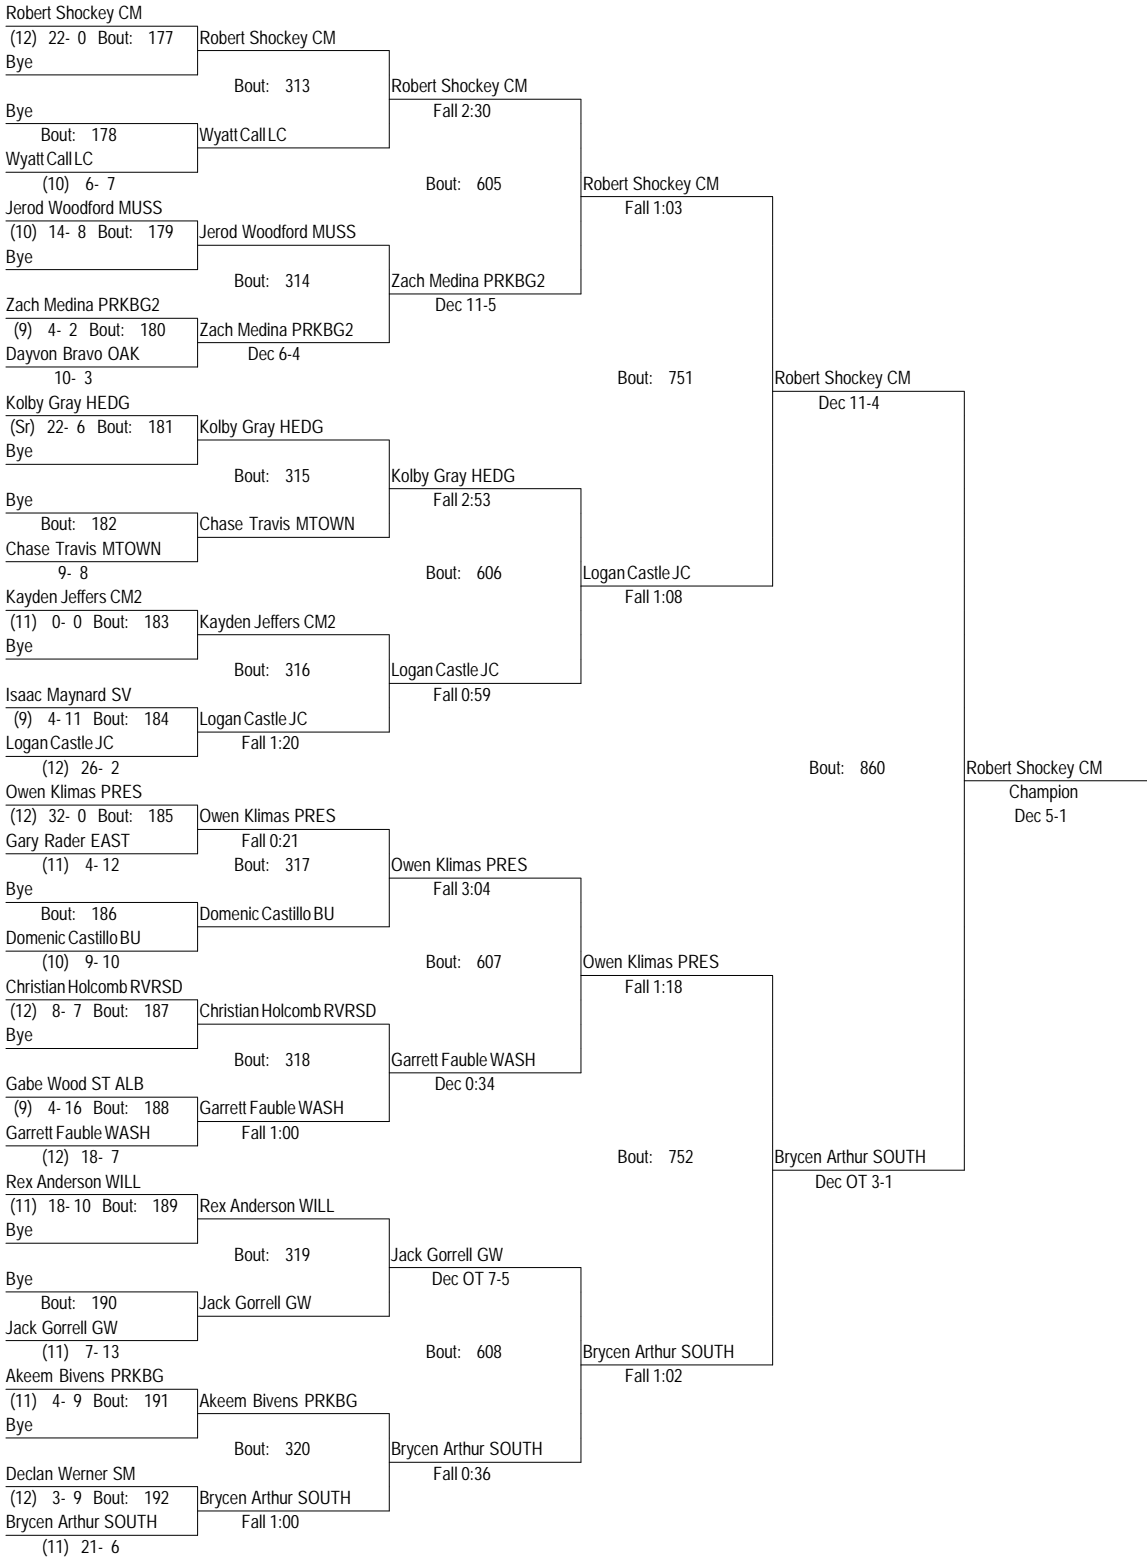 Robert Shockey CM
(12) 22- 0 Bout: 177 Robert Shockey CM
Bye
Bout: 313 Robert Shockey CM
Bye Fall 2:30
Bout: 178 Wyatt Call LC
Wyatt Call LC
(10) 6- 7 Bout: 605 Robert Shockey CM
Jerod Woodford MUSS Fall 1:03
(10) 14- 8 Bout: 179 Jerod Woodford MUSS
Bye
Bout: 314 Zach Medina PRKBG2
Zach Medina PRKBG2 Dec 11-5
(9) 4- 2 Bout: 180 Zach Medina PRKBG2
Dayvon Bravo OAK Dec 6-4
10- 3 Bout: 751 Robert Shockey CM
Kolby Gray HEDG Dec 11-4
(Sr) 22- 6 Bout: 181 Kolby Gray HEDG
Bye
Bout: 315 Kolby Gray HEDG
Bye Fall 2:53
Bout: 182 Chase Travis MTOWN
Chase Travis MTOWN
9- 8 Bout: 606 Logan Castle JC
Kayden Jeffers CM2 Fall 1:08
(11) 0- 0 Bout: 183 Kayden Jeffers CM2
Bye
Bout: 316 Logan Castle JC
Isaac Maynard SV Fall 0:59
(9) 4- 11 Bout: 184 Logan Castle JC
Logan Castle JC Fall 1:20
(12) 26- 2 Bout: 860 Robert Shockey CM
Owen Klimas PRES Champion
(12) 32- 0 Bout: 185 Owen Klimas PRES Dec 5-1
Gary Rader EAST Fall 0:21
(11) 4- 12 Bout: 317 Owen Klimas PRES
Bye Fall 3:04
Bout: 186 Domenic Castillo BU
Domenic Castillo BU
(10) 9- 10 Bout: 607 Owen Klimas PRES
Christian Holcomb RVRSD Fall 1:18
(12) 8- 7 Bout: 187 Christian Holcomb RVRSD
Bye
Bout: 318 Garrett Fauble WASH
Gabe Wood ST ALB Dec 0:34
(9) 4- 16 Bout: 188 Garrett Fauble WASH
Garrett Fauble WASH Fall 1:00
(12) 18- 7 Bout: 752 Brycen Arthur SOUTH
Rex Anderson WILL Dec OT 3-1
(11) 18- 10 Bout: 189 Rex Anderson WILL
Bye
Bout: 319 Jack Gorrell GW
Bye Dec OT 7-5
Bout: 190 Jack Gorrell GW
Jack Gorrell GW
(11) 7- 13 Bout: 608 Brycen Arthur SOUTH
Akeem Bivens PRKBG Fall 1:02
(11) 4- 9 Bout: 191 Akeem Bivens PRKBG
Bye
Bout: 320 Brycen Arthur SOUTH
Declan Werner SM Fall 0:36
(12) 3- 9 Bout: 192 Brycen Arthur SOUTH
Brycen Arthur SOUTH Fall 1:00
(11) 21- 6